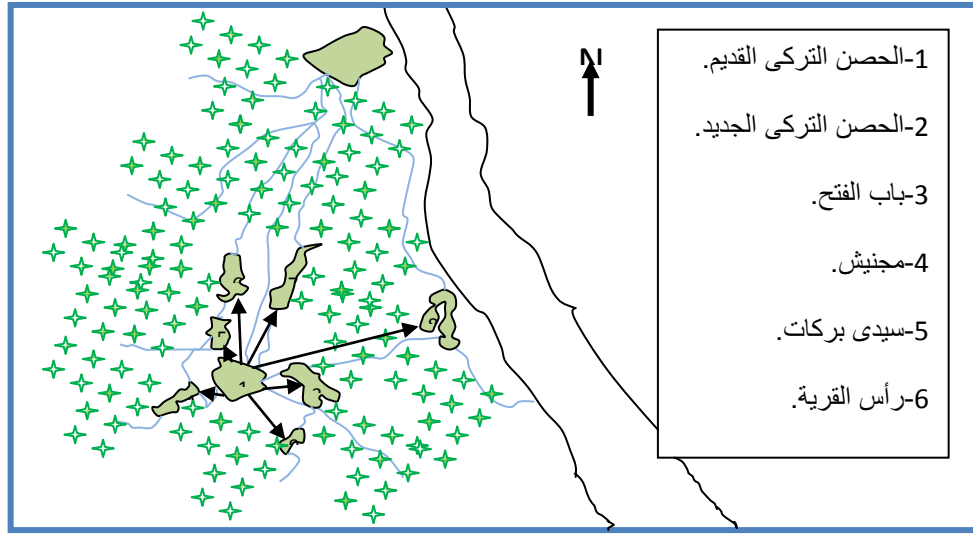 N
1-الحصن التركى القديم.
2-الحصن التركى الجديد.
3-باب الفتح.
4-مجنيش.
5-سيدى بركات.
6-رأس القرية.